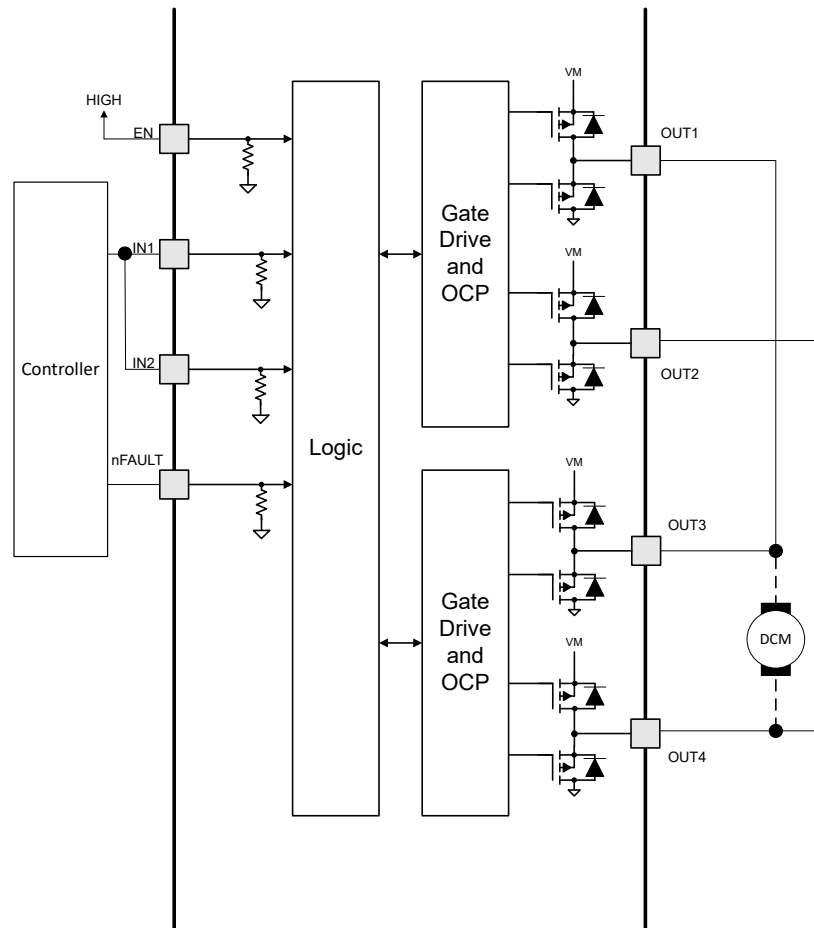 VM
HIGH
EN
OUT1
IN1
Gate
Drive
and
OCP
VM
IN2
Controller
OUT2
Logic
nFAULT
VM
OUT3
Gate
Drive
and
OCP
DCM
VM
OUT4